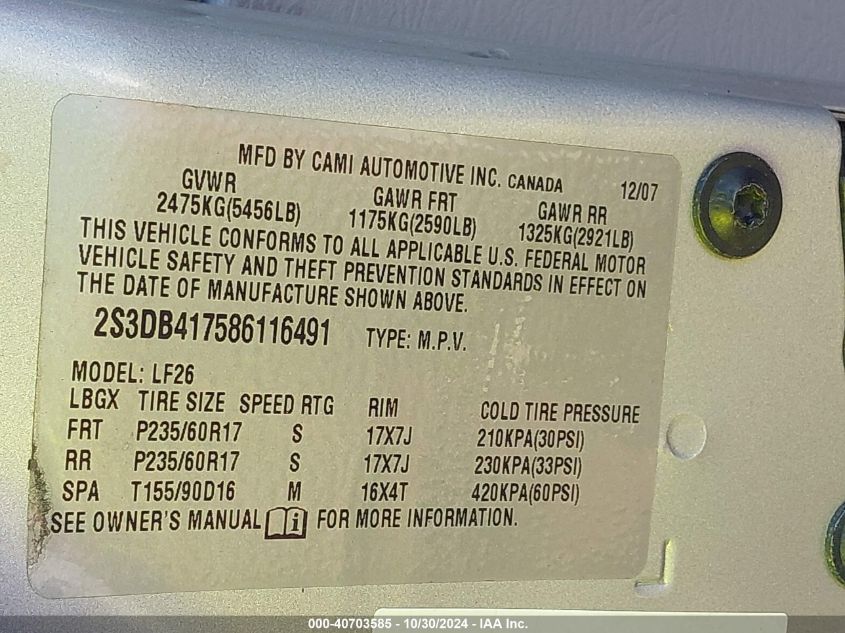 MFD BY CAMI AUTOMOTIVE INC. CANADA 12/07
GVWR GAWR FRT GAWR RR
2475KG(5456LB) 1175KG(2590LB) 1325KG(2921LB)
THIS VEHICLE CONFORMS TO ALL APPLICABLE U.S. FEDERAL MOTOR
VEHICLE SAFETY AND THEFT PREVENTION STANDARDS IN EFFECT ON
THE DATE OF MANUFACTURE SHOWN ABOVE.
2S3DB417586116491 TYPE: M.P.V.
MODEL: LF26
LBGX TIRE SIZE SPEED RTG RIM COLD TIRE PRESSURE
FRT P235/60R17 S 17X7J 210KPA(30PSI)
RR P235/60R17 S 17X7J 230KPA(33PSI)
SPA T155/90D16 M 16X4T 420KPA(60PSI)
SEE OWNER'S MANUAL i FOR MORE INFORMATION.
000-40703585 - 10/30/2024 - IAA Inc.